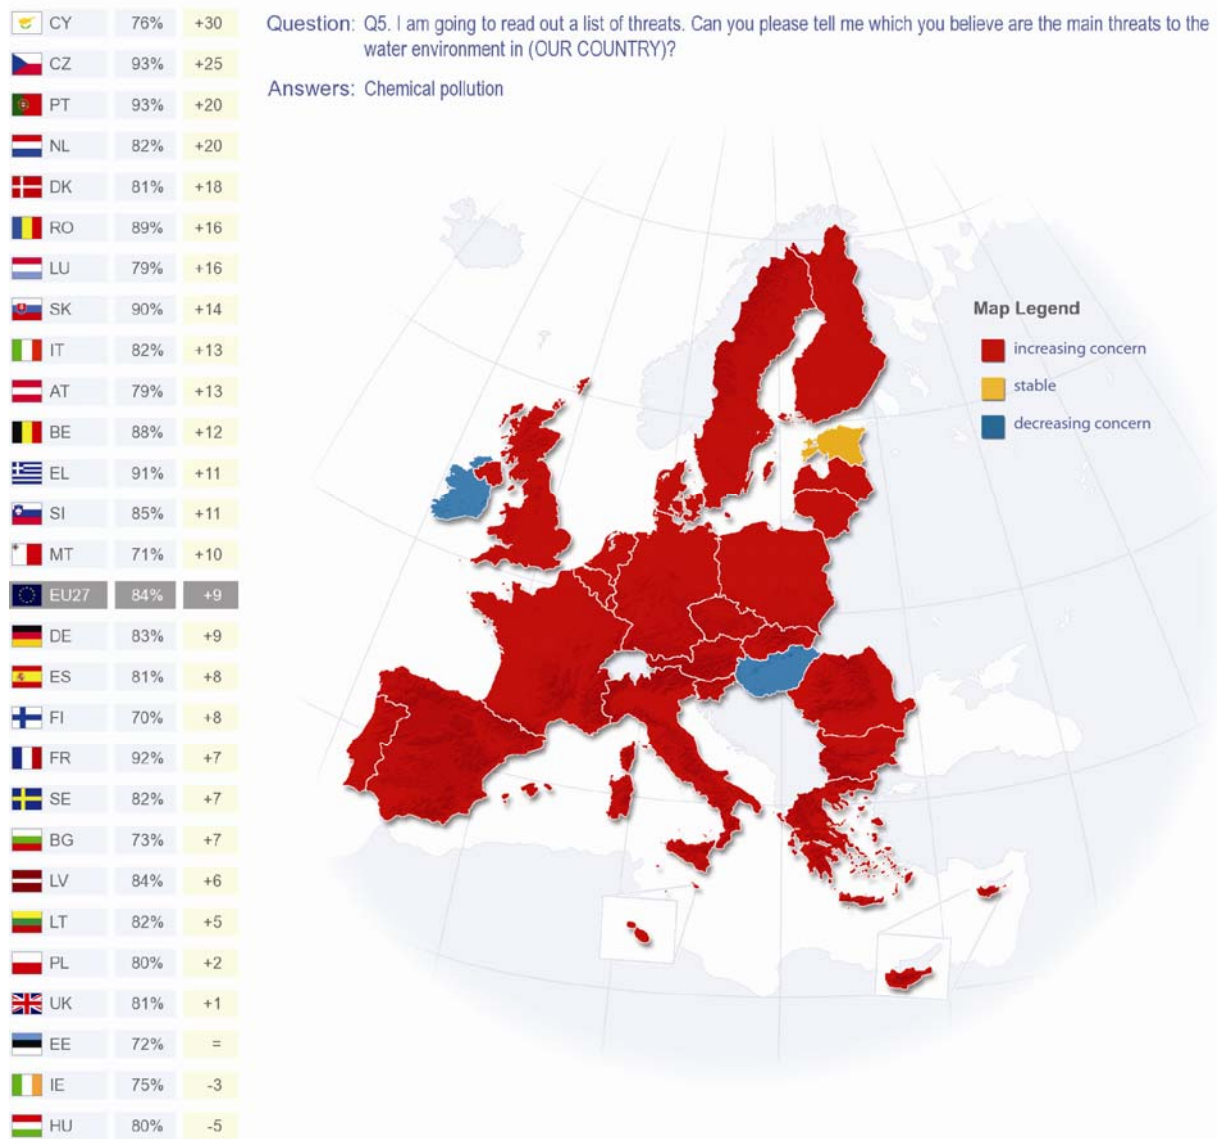 CY 76% +30
CZ 93% +25
PT 93% +20
NL 82% +20
DK 81% +18
RO 89% +16
LU 79% +16
SK 90% +14
IT 82% +13
AT 79% +13
BE 88% +12
EL 91% +11
SI 85% +11
MT 71% +10
EU27 84% +9
DE 83% +9
ES 81% +8
FI 70% +8
FR 92% +7
SE 82% +7
BG 73% +7
LV 84% +6
LT 82% +5
PL 80% +2
UK 81% +1
EE 72% =
IE 75% -3
HU 80% -5
Question: Q5. I am going to read out a list of threats. Can you please tell me which you believe are the main threats to the
water environment in (OUR COUNTRY)?
Answers: Chemical pollution
Map Legend
increasing concern
stable
decreasing concern